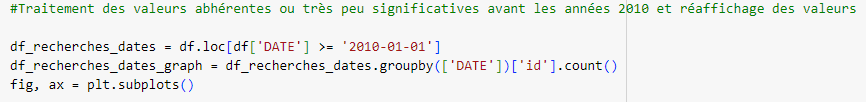 #Traitement des valeurs abhérentes ou très peu significatives avant les années 2010 et réaffichage des valeurs
df_recherches_dates = df.loc[df['DATE'] >= '2010-01-01']
df_recherches_dates_graph = df_recherches_dates.groupby(['DATE'])['id'].count()
fig, ax = plt.subplots()